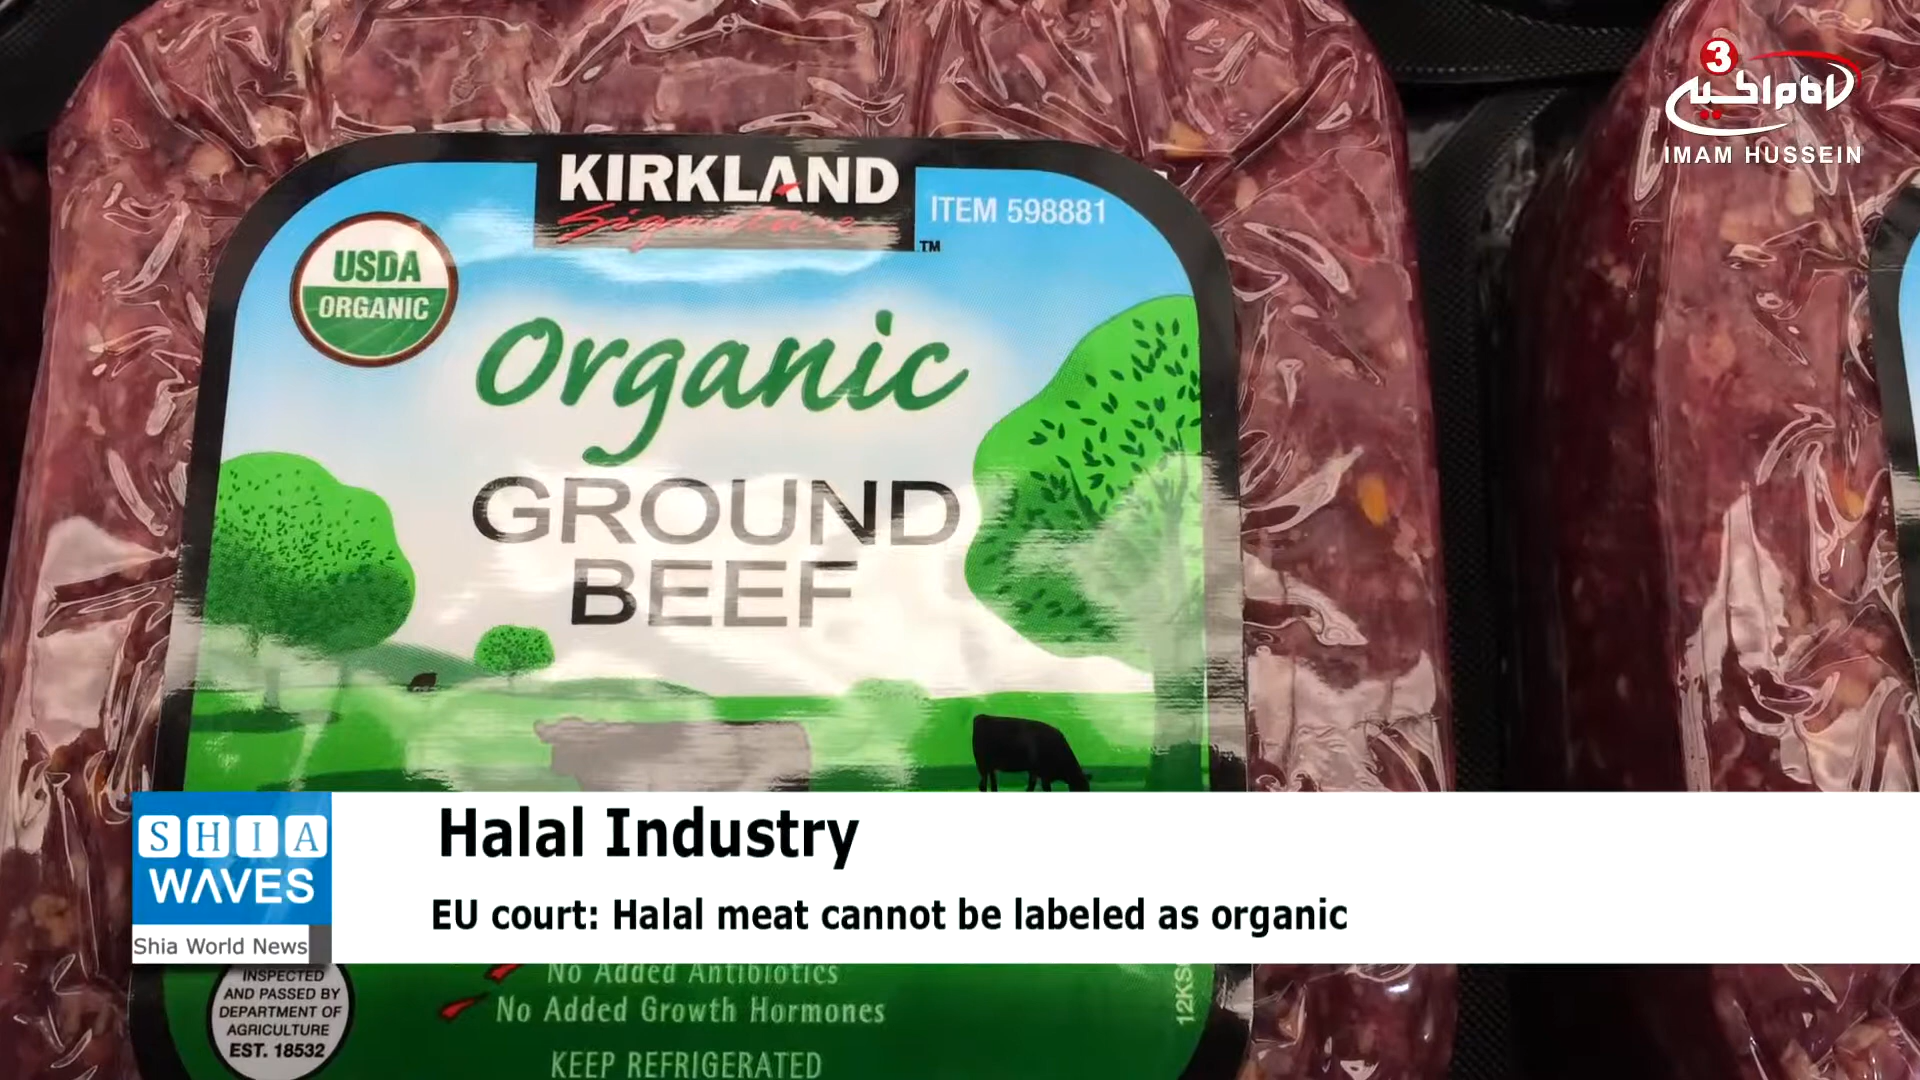 3
امام حسین
IMAM HUSSEIN
KIRKLAND
Signature
TM
ITEM 598881
USDA
ORGANIC
Organic
GROUND
BEEF
SHIA
WAVES
Shia World News
Halal Industry
EU court: Halal meat cannot be labeled as organic
No Added Antibiotics
No Added Growth Hormones
KEEP REFRIGERATED
INSPECTED
AND PASSED BY
DEPARTMENT OF
AGRICULTURE
EST. 18532